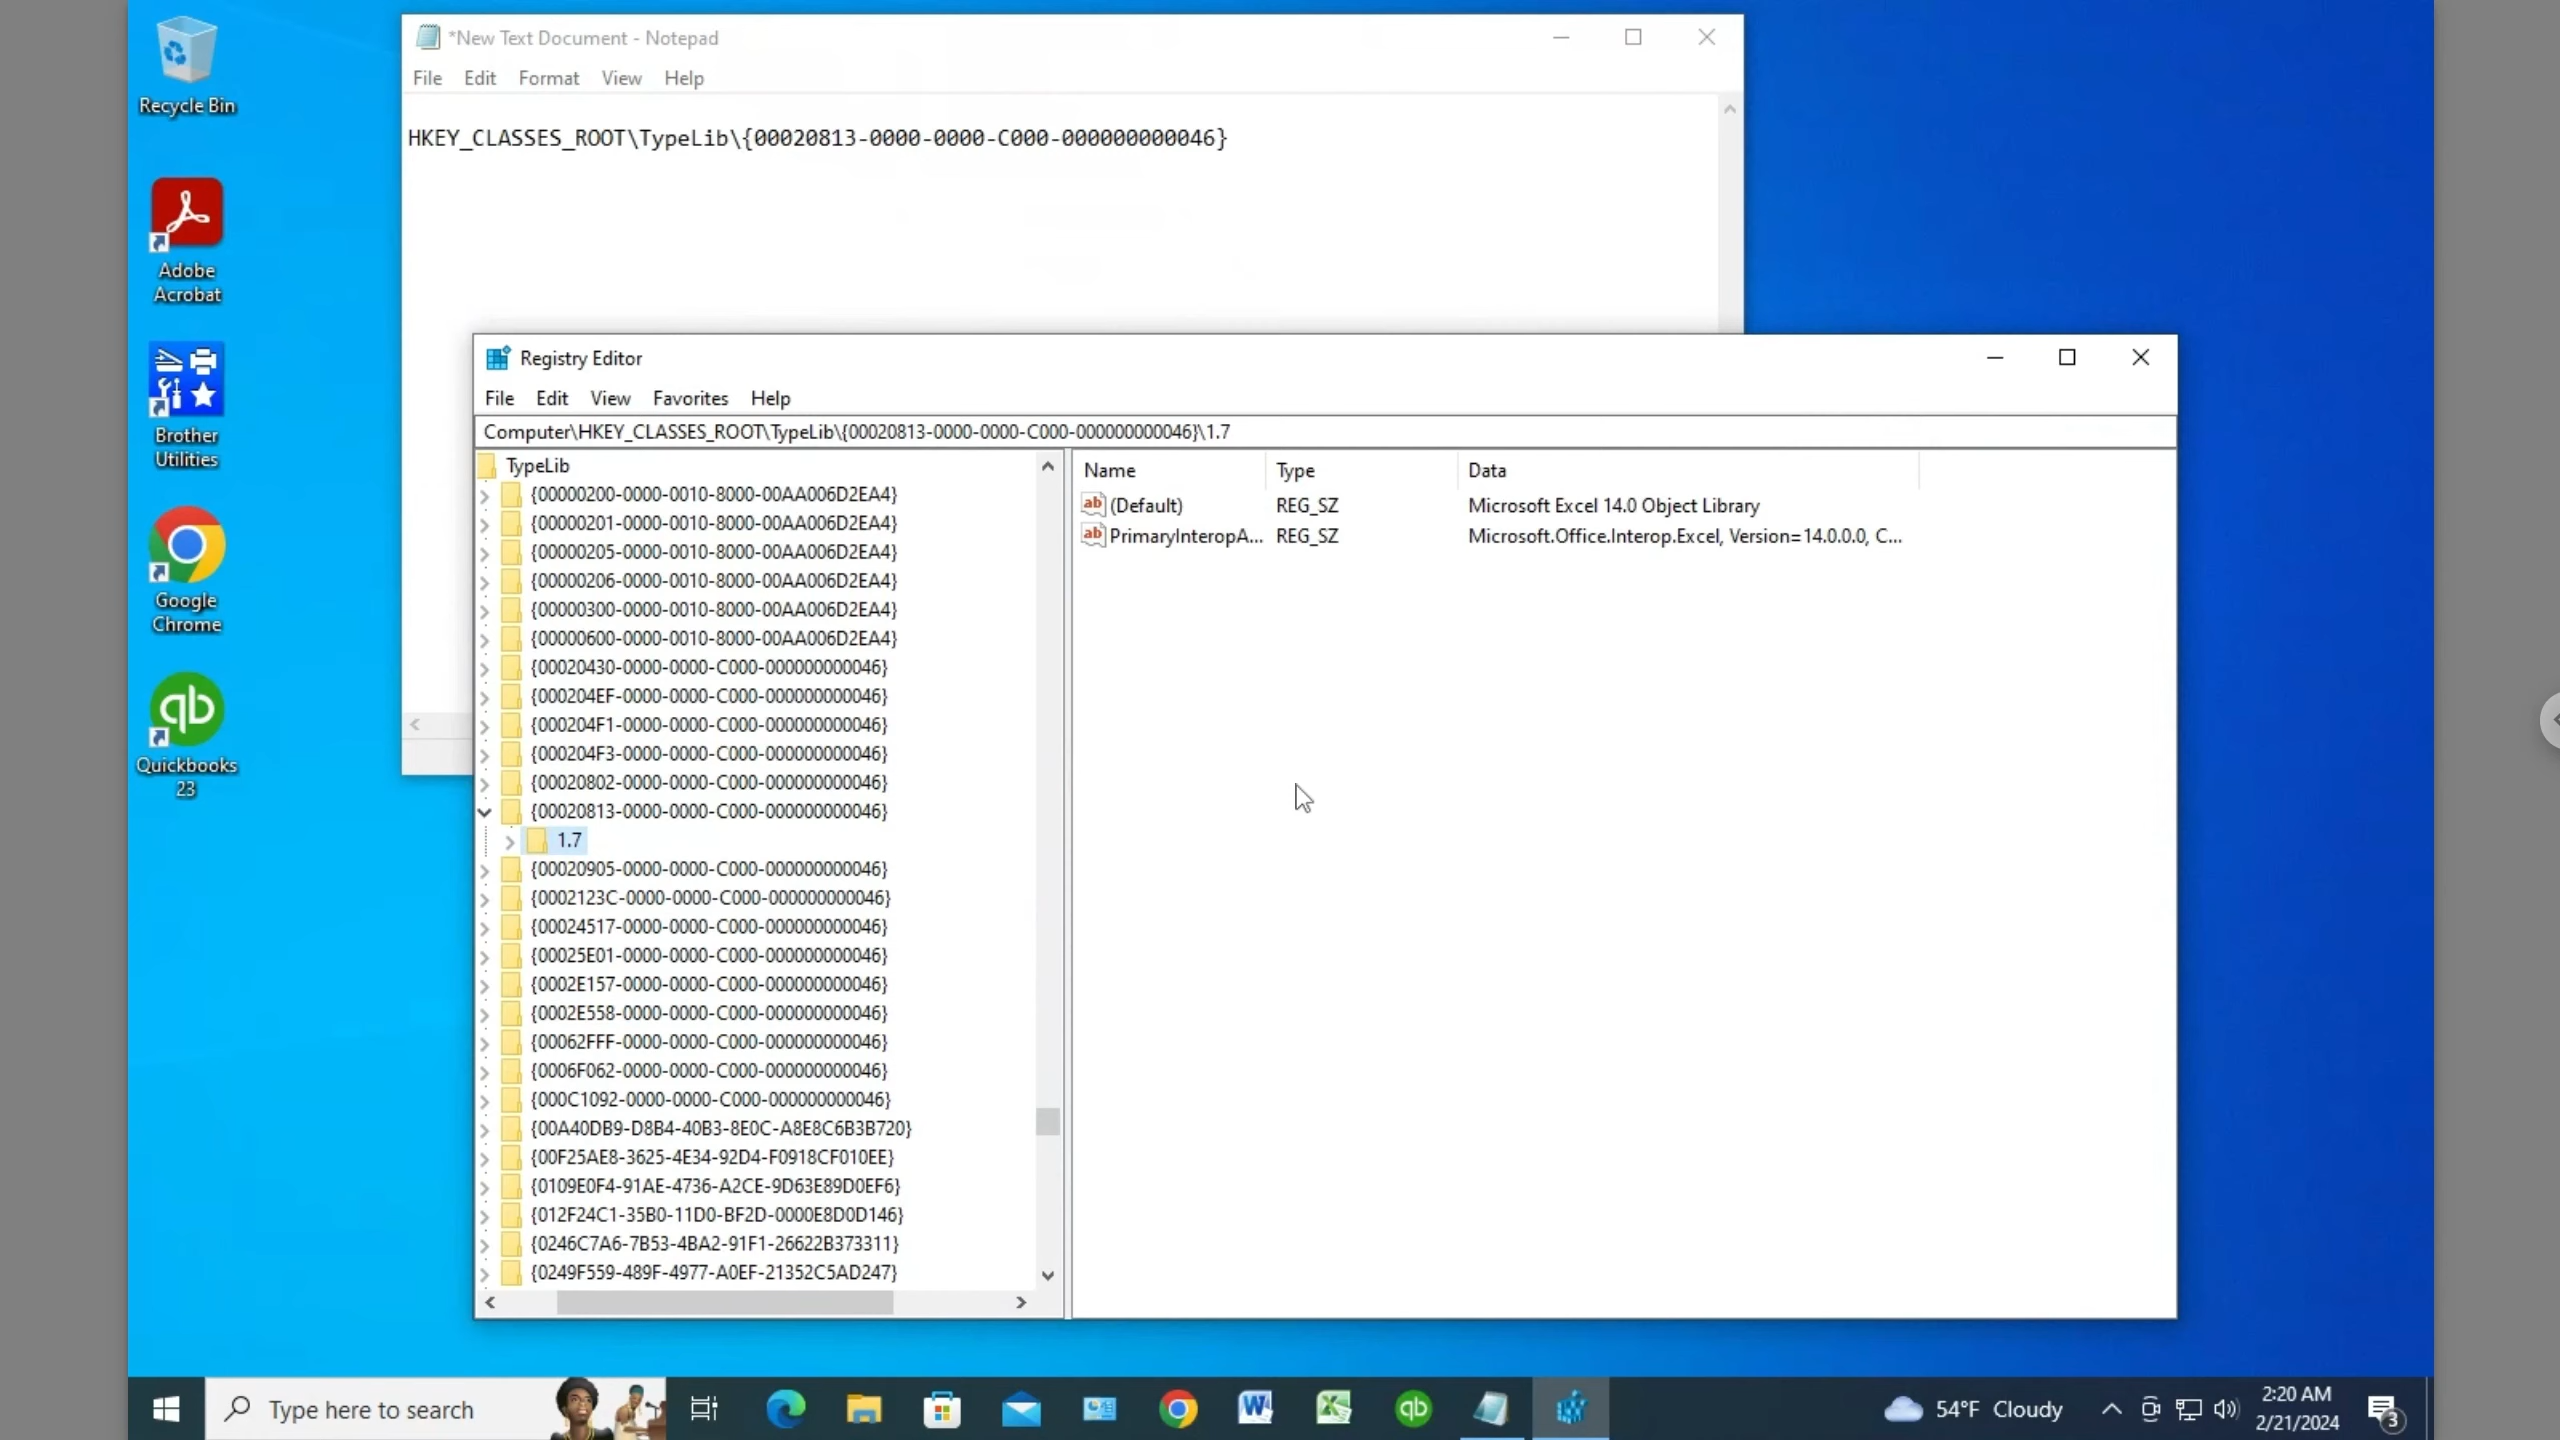 Recycle Bin
Adobe
Acrobat
Brother
Utilities
Google
Chrome
qb
Quickbooks
23
*New Text Document - Notepad
File Edit Format View Help
HKEY_CLASSES_ROOT\TypeLib\{00020813-0000-0000-C000-000000000046}
Registry Editor
File Edit View Favorites Help
Computer\HKEY_CLASSES_ROOT\TypeLib\{00020813-0000-0000-C000-000000000046}\1.7
TypeLib
{00000200-0000-0010-8000-00AA006D2EA4}
{00000201-0000-0010-8000-00AA006D2EA4}
{00000205-0000-0010-8000-00AA006D2EA4}
{00000206-0000-0010-8000-00AA006D2EA4}
{00000300-0000-0010-8000-00AA006D2EA4}
{00000600-0000-0010-8000-00AA006D2EA4}
{00020430-0000-0000-C000-000000000046}
{000204EF-0000-0000-C000-000000000046}
{000204F1-0000-0000-C000-000000000046}
{000204F3-0000-0000-C000-000000000046}
{00020802-0000-0000-C000-000000000046}
{00020813-0000-0000-C000-000000000046}
1.7
{00020905-0000-0000-C000-000000000046}
{0002123C-0000-0000-C000-000000000046}
{00024517-0000-0000-C000-000000000046}
{00025E01-0000-0000-C000-000000000046}
{0002E157-0000-0000-C000-000000000046}
{0002E558-0000-0000-C000-000000000046}
{00062FFF-0000-0000-C000-000000000046}
{0006F062-0000-0000-C000-000000000046}
{000C1092-0000-0000-C000-000000000046}
{00A40DB9-D8B4-40B3-8E0C-A8E8C6B3B720}
{00F25AE8-3625-4E34-92D4-F0918CF010EE}
{0109E0F4-91AE-4736-A2CE-9D63E89D0EF6}
{012F24C1-35B0-11D0-BF2D-0000E8D0D146}
{0246C7A6-7B53-4BA2-91F1-26622B373311}
{0249F559-489F-4977-A0EF-21352C5AD247}
Name Type Data
ab (Default) REG_SZ Microsoft Excel 14.0 Object Library
ab PrimaryInteropA... REG_SZ Microsoft.Office.Interop.Excel, Version=14.0.0.0, C...
Type here to search
W
X
qb
54°F Cloudy
2:20 AM
2/21/2024
3